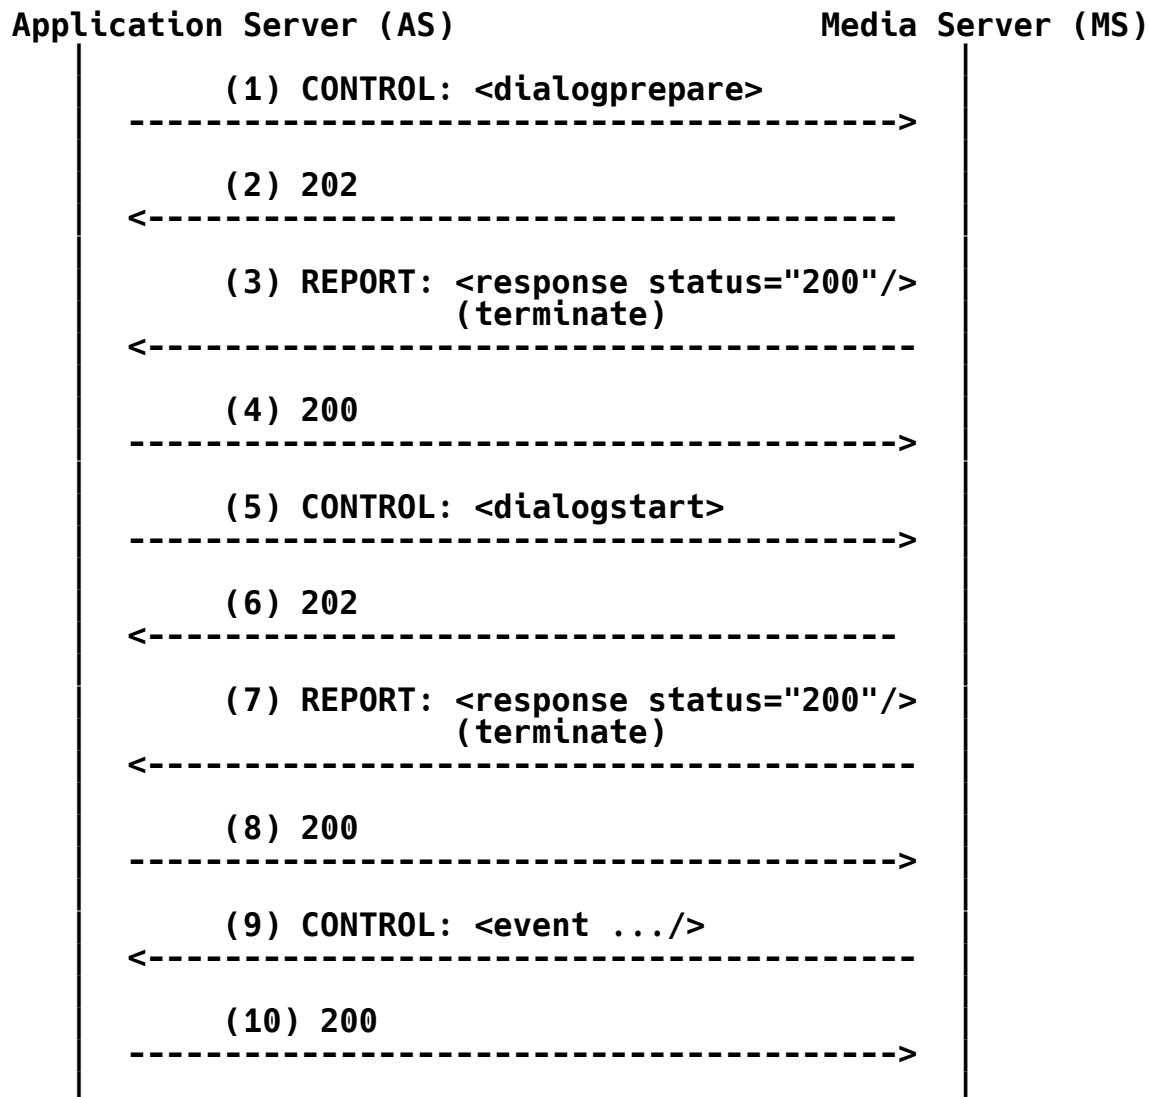 Application Server (AS) Media Server (MS)
(1) CONTROL: <dialogprepare>
---------------------------------------->
(2) 202
<---------------------------------------
(3) REPORT: <response status="200"/>
(terminate)
<----------------------------------------
(4) 200
---------------------------------------->
(5) CONTROL: <dialogstart>
---------------------------------------->
(6) 202
<---------------------------------------
(7) REPORT: <response status="200"/>
(terminate)
<----------------------------------------
(8) 200
---------------------------------------->
(9) CONTROL: <event .../>
<----------------------------------------
(10) 200
---------------------------------------->